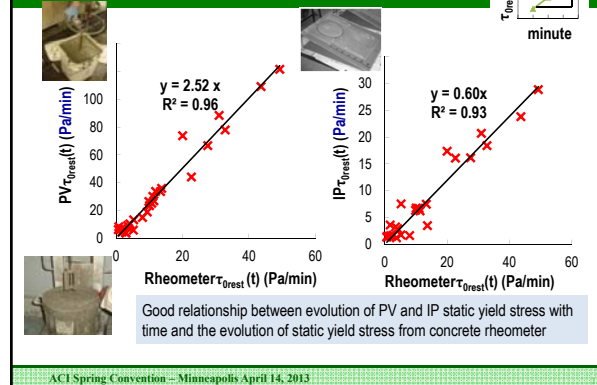 τ0res
minute
y = 2.52 x
R² = 0.96
PVτ0rest(t) (Pa/min)
100
80
60
40
20
0
0 20 40 60
Rheometerτ0rest (t) (Pa/min)
y = 0.60x
R² = 0.93
IPτ0rest(t) (Pa/min)
30
25
20
15
10
5
0
0 20 40 60
Rheometerτ0rest(t) (Pa/min)
Good relationship between evolution of PV and IP static yield stress with
time and the evolution of static yield stress from concrete rheometer
ACI Spring Convention – Minneapolis April 14, 2013